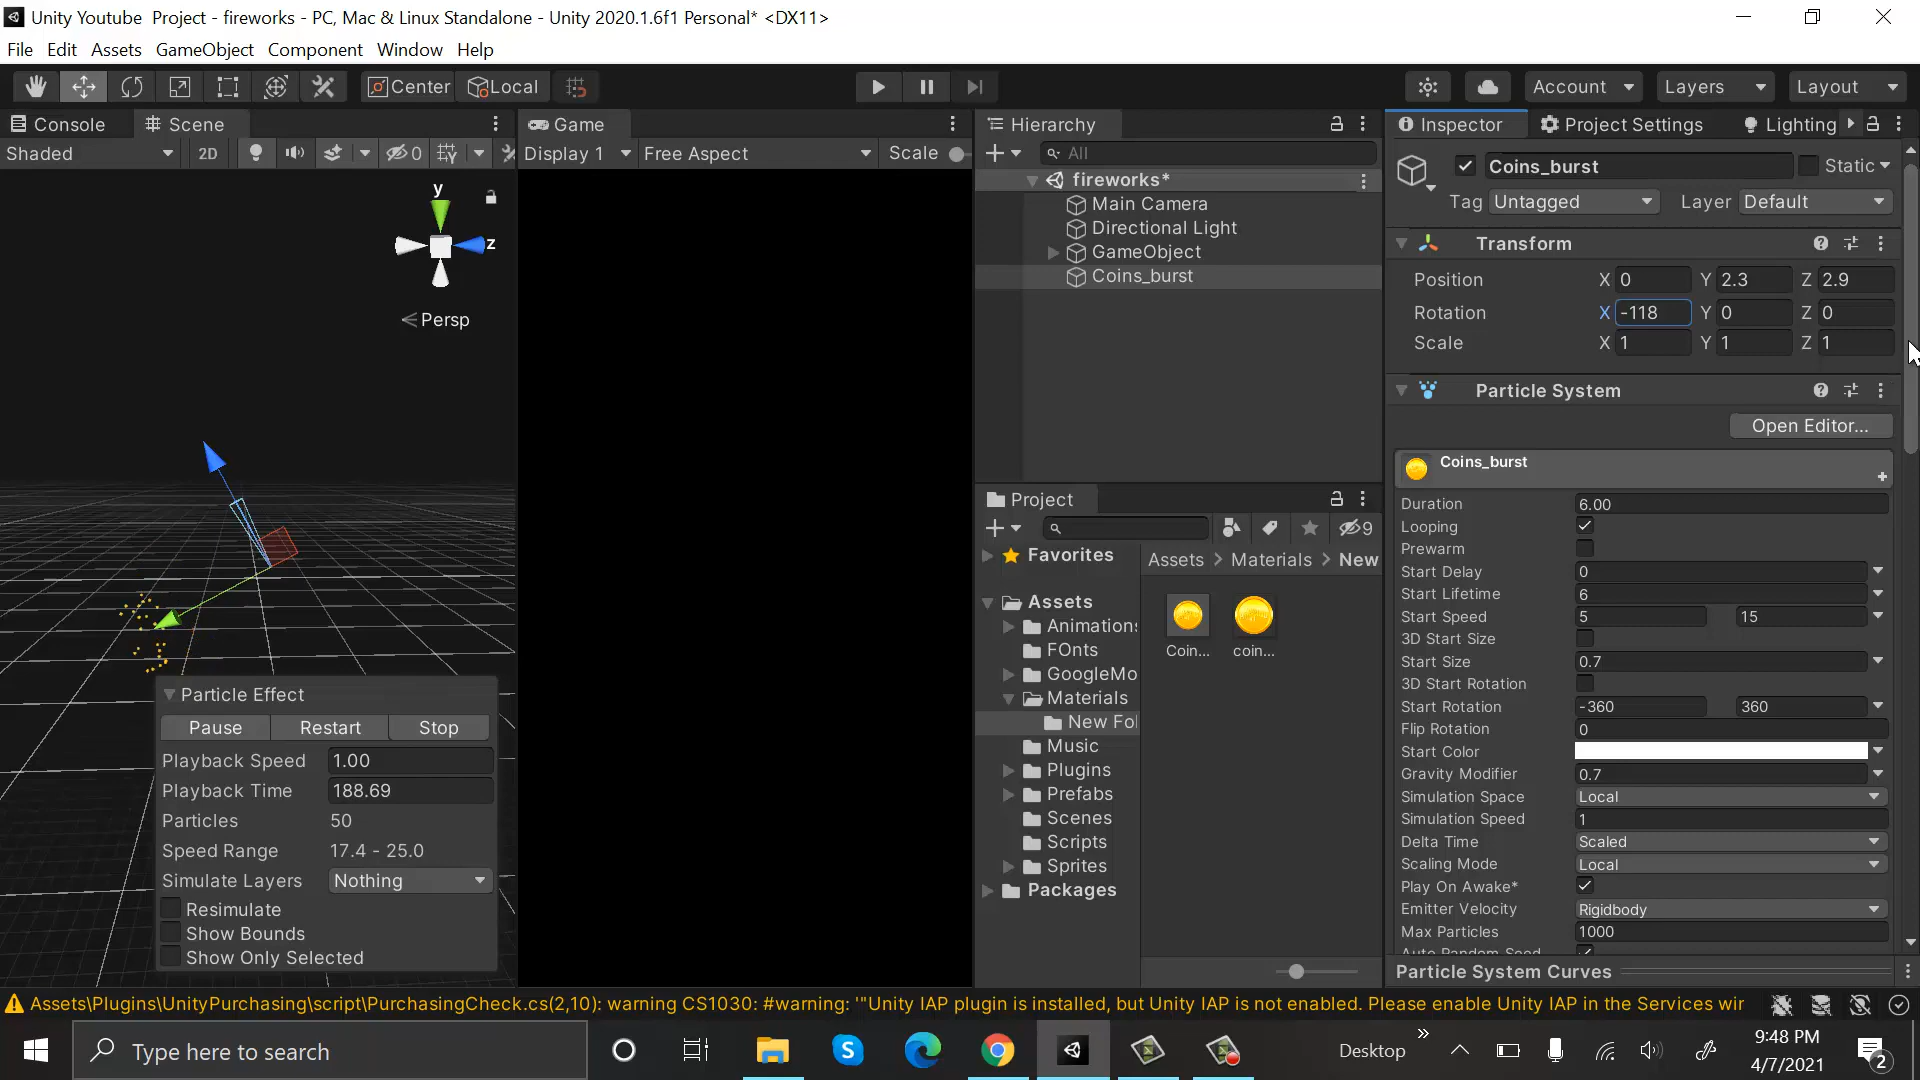 Unity Youtube  Project - fireworks - PC, Mac & Linux Standalone - Unity 2020.1.6f1 Personal* <DX11>
File Edit Assets GameObject Component Window Help
Center Local Account Layers Layout
Console Scene
Shaded 2D 0
y
z
< Persp
Particle Effect
Pause Restart Stop
Playback Speed 1.00
Playback Time 188.69
Particles 50
Speed Range 17.4 - 25.0
Simulate Layers Nothing
Resimulate
Show Bounds
Show Only Selected
Game
Display 1 Free Aspect Scale
Hierarchy
All
fireworks*
Main Camera
Directional Light
GameObject
Coins_burst
Project
9
Favorites
Assets
Animation
FOnts
GoogleMo
Materials
New Fol
Music
Plugins
Prefabs
Scenes
Scripts
Sprites
Packages
Assets > Materials > New
Coin... coin...
Inspector Project Settings Lighting
Coins_burst Static
Tag Untagged Layer Default
Transform
Position X 0 Y 2.3 Z 2.9
Rotation X -118 Y 0 Z 0
Scale X 1 Y 1 Z 1
Particle System
Open Editor...
Coins_burst
Duration 6.00
Looping
Prewarm
Start Delay 0
Start Lifetime 6
Start Speed 5 15
3D Start Size
Start Size 0.7
3D Start Rotation
Start Rotation -360 360
Flip Rotation 0
Start Color
Gravity Modifier 0.7
Simulation Space Local
Simulation Speed 1
Delta Time Scaled
Scaling Mode Local
Play On Awake*
Emitter Velocity Rigidbody
Max Particles 1000
Auto Random Seed
Particle System Curves
Assets\Plugins\UnityPurchasing\script\PurchasingCheck.cs(2,10): warning CS1030: #warning: '"Unity IAP plugin is installed, but Unity IAP is not enabled. Please enable Unity IAP in the Services wir
Type here to search
Desktop
9:48 PM
4/7/2021
2